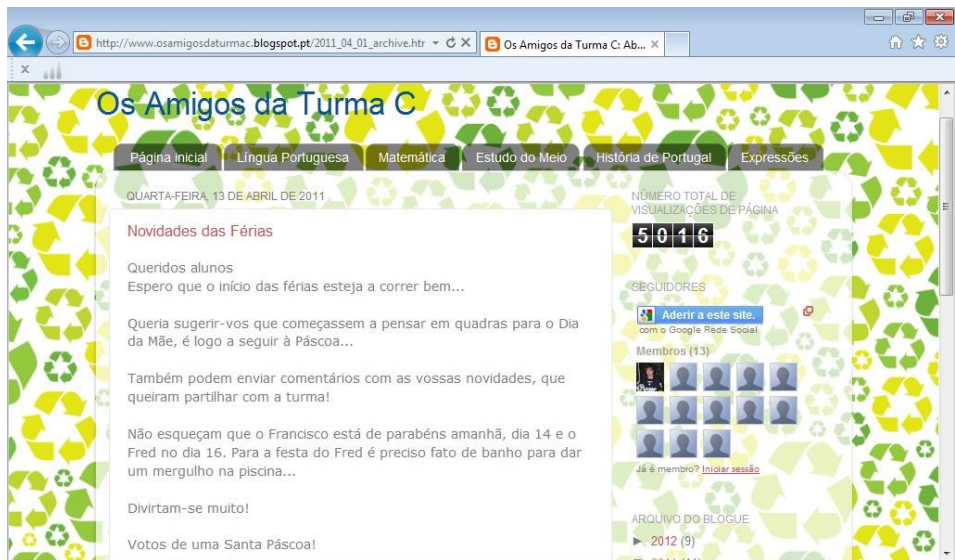 http://www.osamigosdaturmac.blogspot.pt/2011_04_01_archive.htr
Os Amigos da Turma C: Ab...
Os Amigos da Turma C
Página inicial
Língua Portuguesa
Matemática
Estudo do Meio
História de Portugal
Expressões
QUARTA-FEIRA, 13 DE ABRIL DE 2011
Novidades das Férias
Queridos alunos
Espero que o início das férias esteja a correr bem...
Queria sugerir-vos que começassem a pensar em quadras para o Dia
da Mãe, é logo a seguir à Páscoa...
Também podem enviar comentários com as vossas novidades, que
queiram partilhar com a turma!
Não esqueçam que o Francisco está de parabéns amanhã, dia 14 e o
Fred no dia 16. Para a festa do Fred é preciso fato de banho para dar
um mergulho na piscina...
Divirtam-se muito!
Votos de uma Santa Páscoa!
NÚMERO TOTAL DE
VISUALIZAÇÕES DE PÁGINA
5016
SEGUIDORES
Aderir a este site.
com o Google Rede Social
Membros (13)
Já é membro? Iniciar sessão
ARQUIVO DO BLOGUE
► 2012 (9)